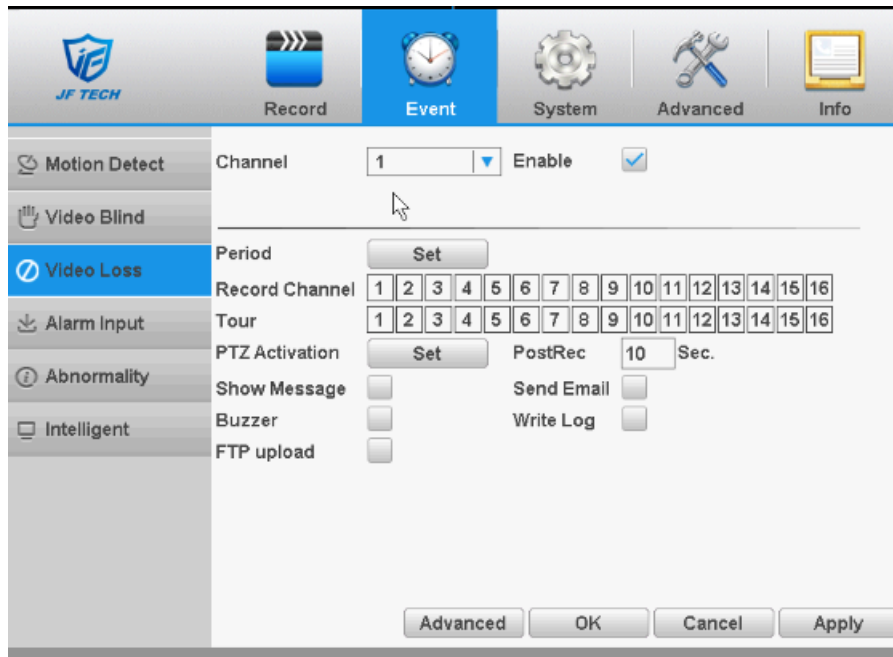 JF TECH
Record Event System Advanced Info
Motion Detect
Video Blind
Video Loss
Alarm Input
Abnormality
Intelligent
Channel 1 Enable
Period Set
Record Channel 1 2 3 4 5 6 7 8 9 10 11 12 13 14 15 16
Tour 1 2 3 4 5 6 7 8 9 10 11 12 13 14 15 16
PTZ Activation Set PostRec 10 Sec.
Show Message Send Email
Buzzer Write Log
FTP upload
Advanced OK Cancel Apply